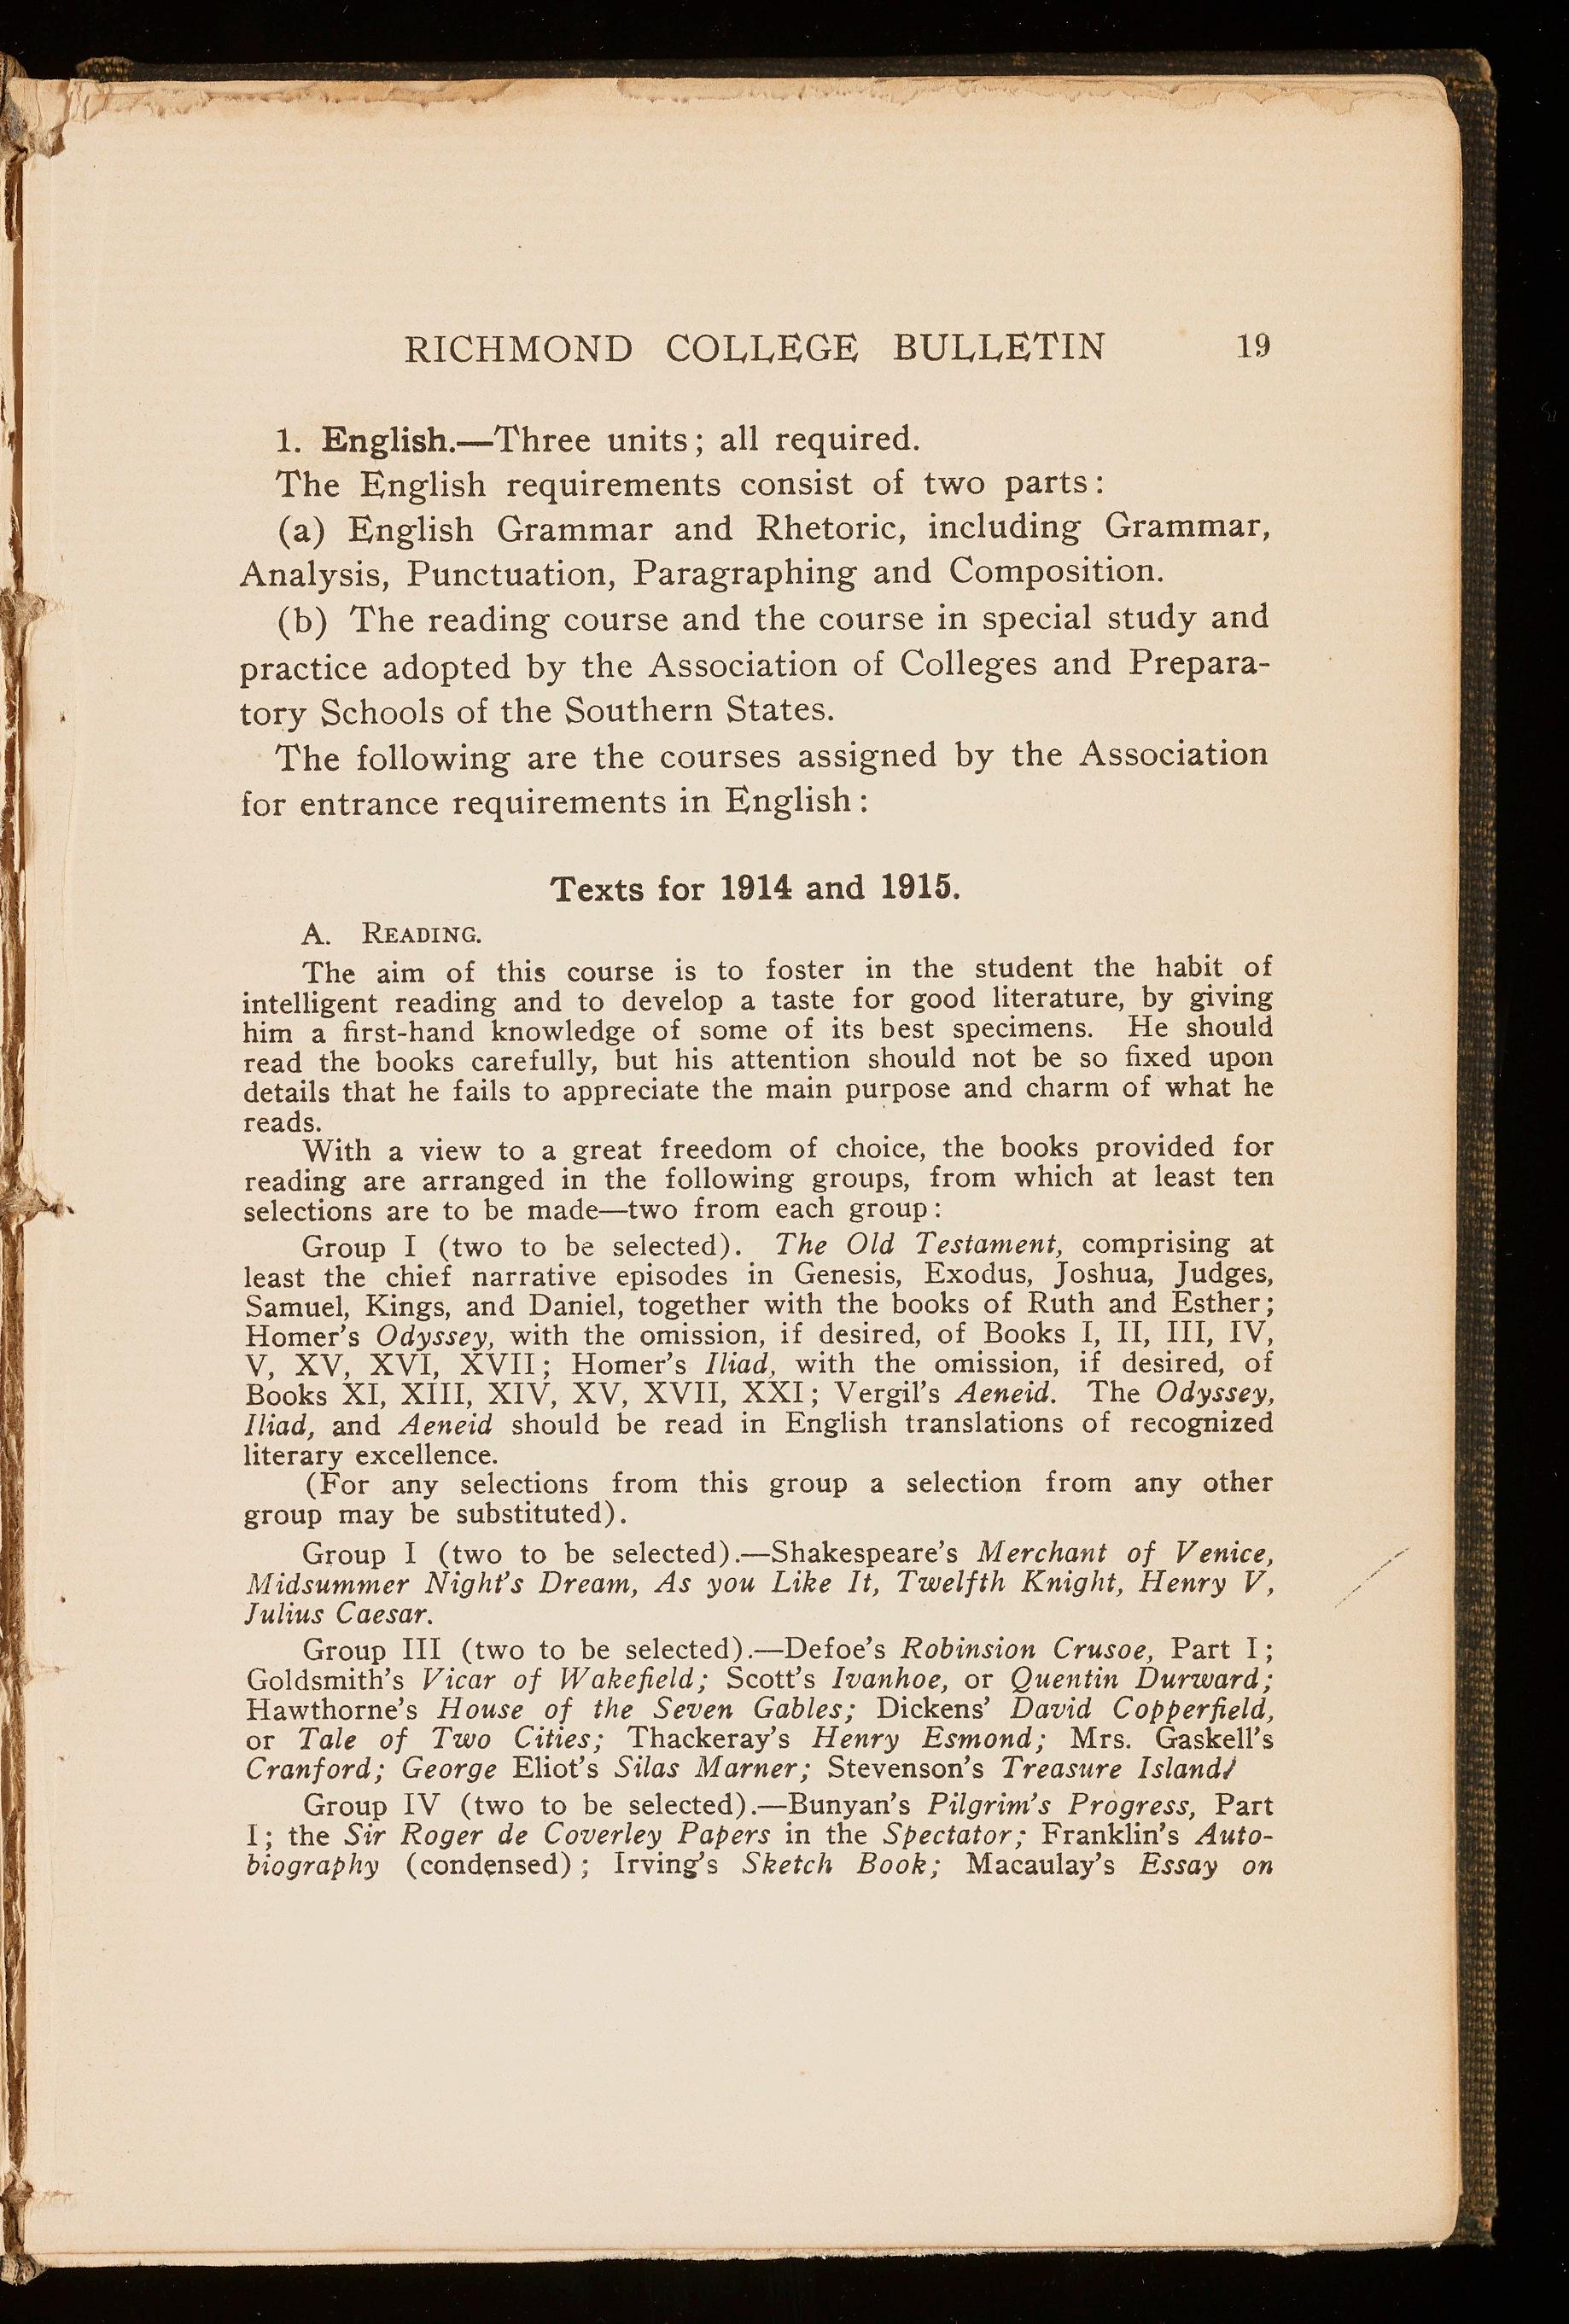 RICHMOND COLLEGE BULLETIN 19
1. English.—Three units; all required.
The English requirements consist of two parts:
(a) English Grammar and Rhetoric, including Grammar,
Analysis, Punctuation, Paragraphing and Composition.
(b) The reading course and the course in special study and
practice adopted by the Association of Colleges and Prepara-
tory Schools of the Southern States.
The following are the courses assigned by the Association
for entrance requirements in English:
Texts for 1914 and 1915.
A. READING.
The aim of this course is to foster in the student the habit of
intelligent reading and to develop a taste for good literature, by giving
him a first-hand knowledge of some of its best specimens. He should
read the books carefully, but his attention should not be so fixed upon
details that he fails to appreciate the main purpose and charm of what he
reads.
With a view to a great freedom of choice, the books provided for
reading are arranged in the following groups, from which at least ten
selections are to be made—two from each group:
Group I (two to be selected). The Old Testament, comprising at
least the chief narrative episodes in Genesis, Exodus, Joshua, Judges,
Samuel, Kings, and Daniel, together with the books of Ruth and Esther;
Homer's Odyssey, with the omission, if desired, of Books I, II, III, IV,
V, XV, XVI, XVII; Homer's Iliad, with the omission, if desired, of
Books XI, XIII, XIV, XV, XVII, XXI; Vergil's Aeneid. The Odyssey,
Iliad, and Aeneid should be read in English translations of recognized
literary excellence.
(For any selections from this group a selection from any other
group may be substituted).
Group I (two to be selected).—Shakespeare's Merchant of Venice,
Midsummer Night's Dream, As you Like It, Twelfth Knight, Henry V,
Julius Caesar.
Group III (two to be selected).—Defoe's Robinsion Crusoe, Part I;
Goldsmith's Vicar of Wakefield; Scott's Ivanhoe, or Quentin Durward;
Hawthorne's House of the Seven Gables; Dickens' David Copperfield,
or Tale of Two Cities; Thackeray's Henry Esmond; Mrs. Gaskell's
Cranford; George Eliot's Silas Marner; Stevenson's Treasure Island/
Group IV (two to be selected).—Bunyan's Pilgrim's Progress, Part
I; the Sir Roger de Coverley Papers in the Spectator; Franklin's Auto-
biography (condensed); Irving's Sketch Book; Macaulay's Essay on